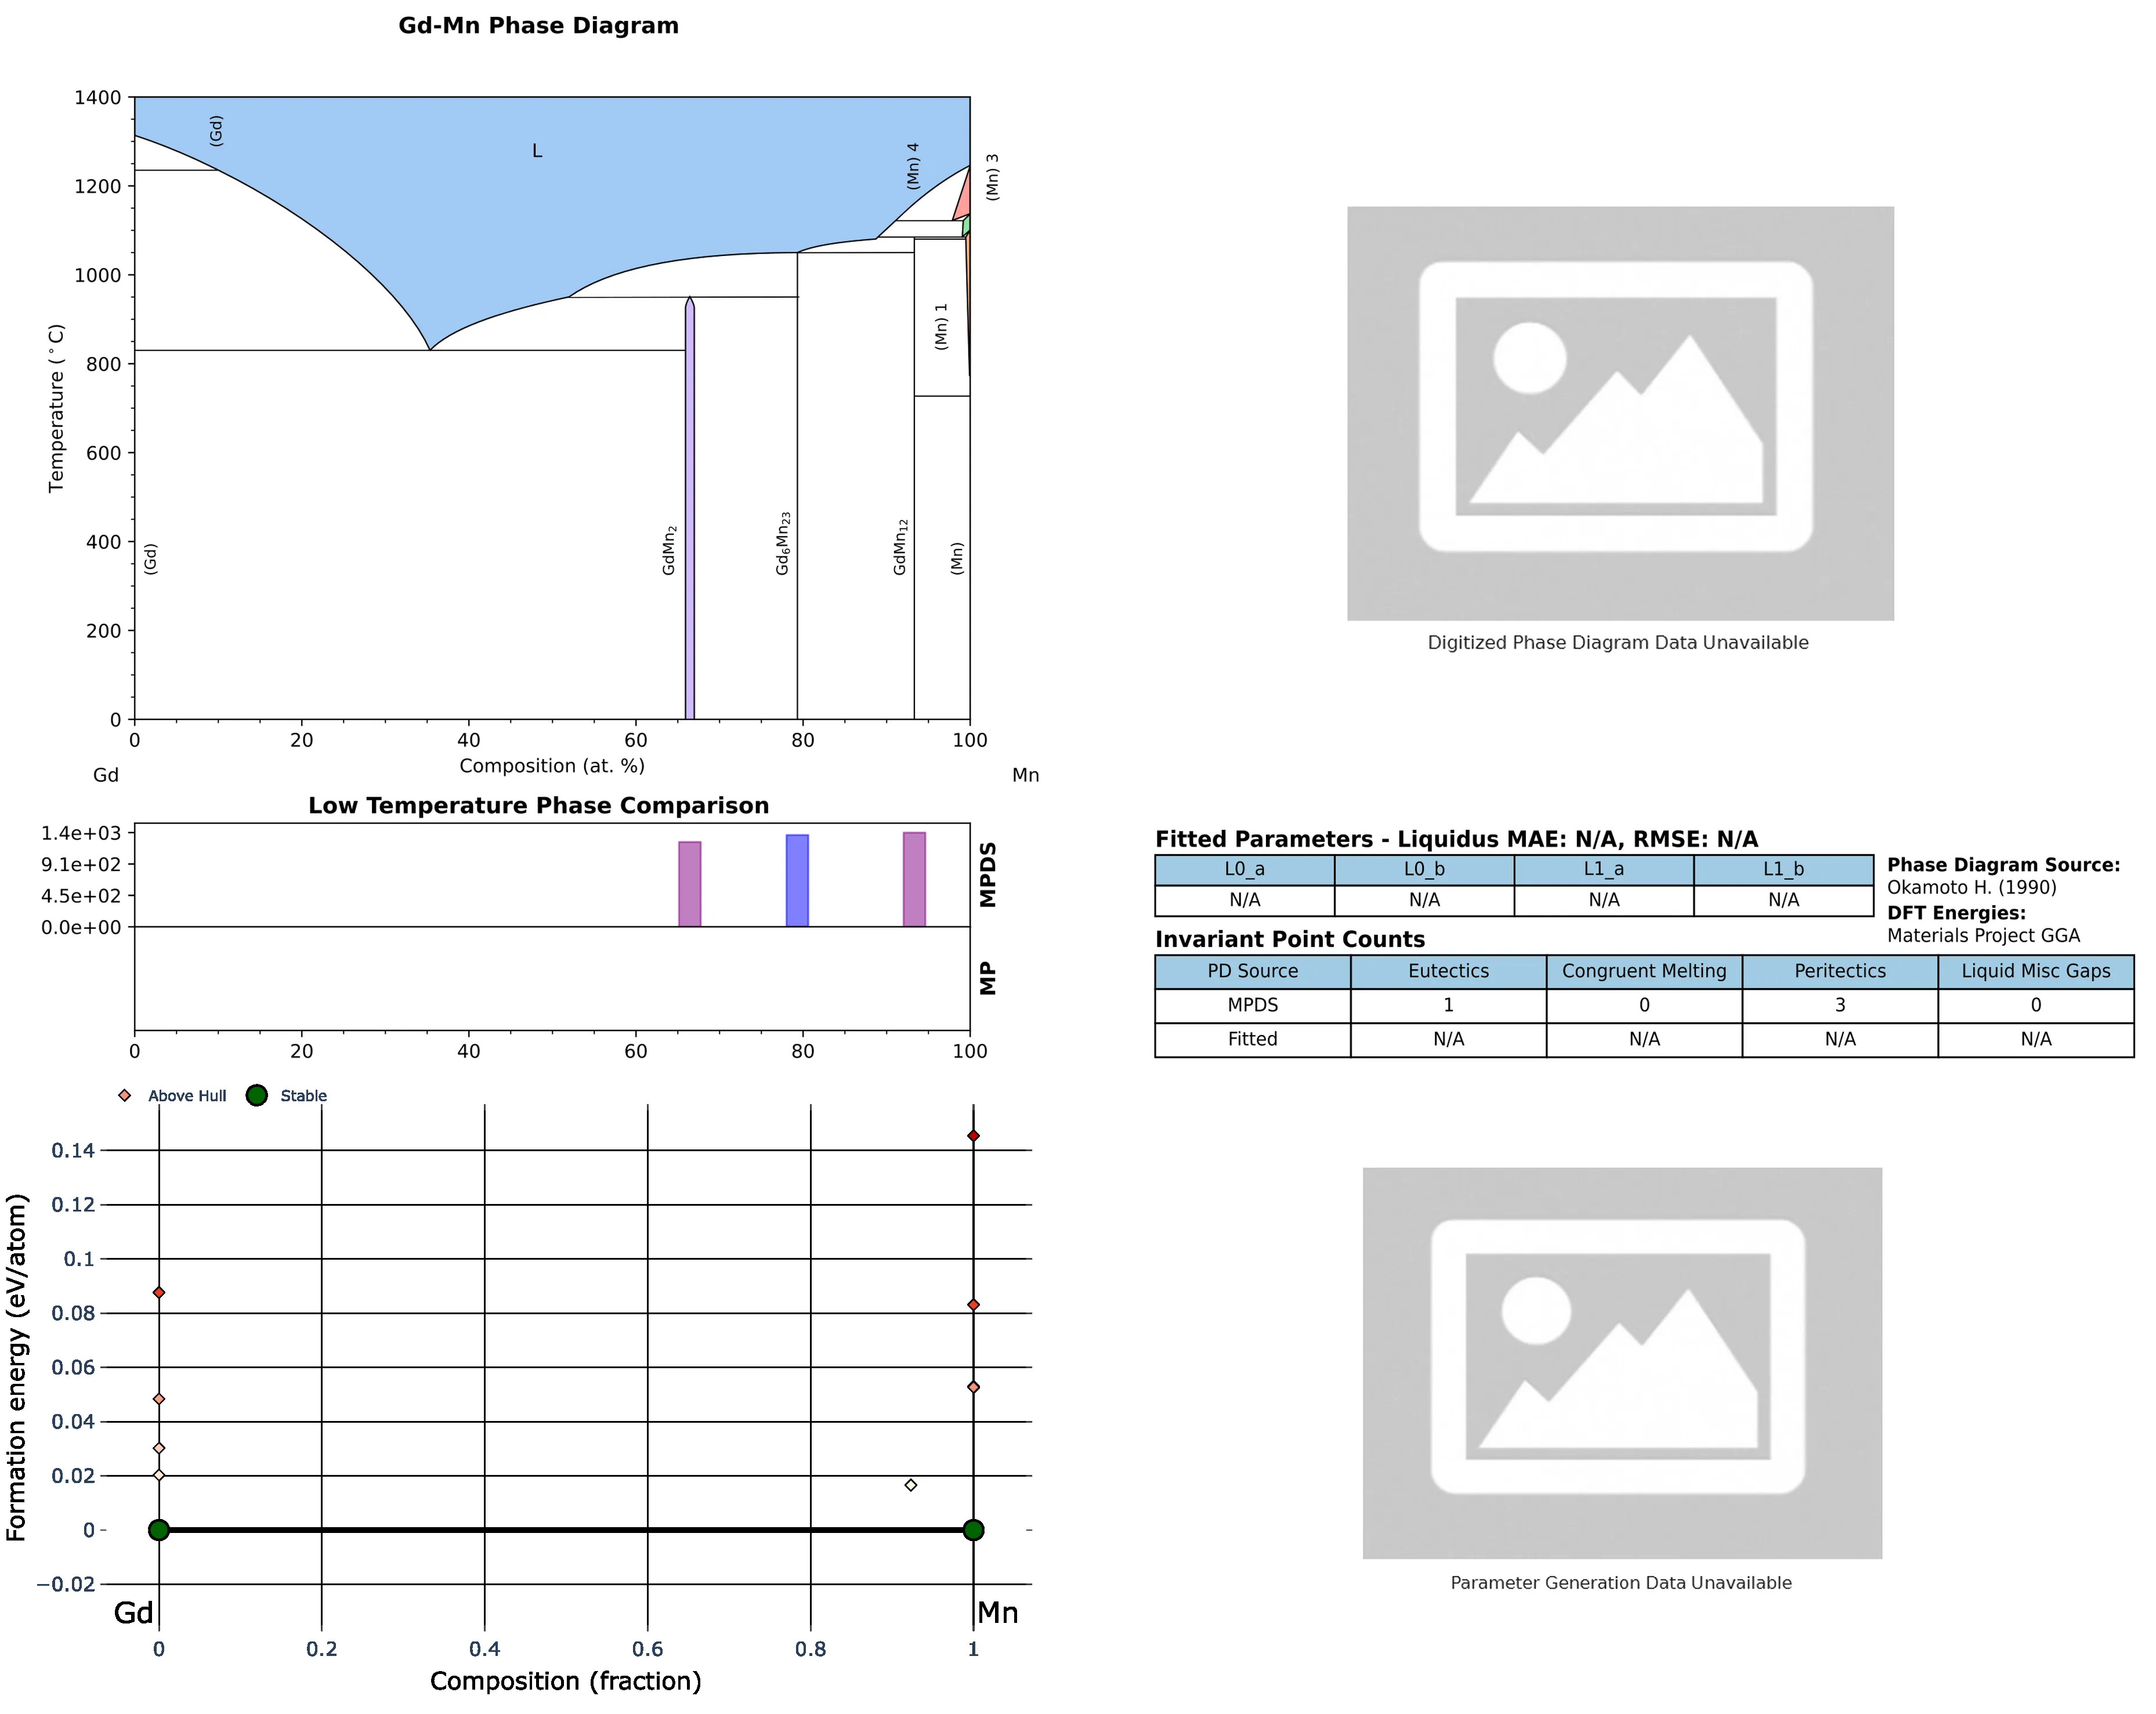 Gd-Mn Phase Diagram
1400
1200
1000
800
600
400
200
0
Temperature (°C)
(Gd)
L
(Mn) 4
(Mn) 3
(Mn) 1
(Gd)
GdMn₂
Gd₆Mn₂₃
GdMn₁₂
(Mn)
0 20 40 60 80 100
Composition (at. %)
Gd Mn
Digitized Phase Diagram Data Unavailable
Low Temperature Phase Comparison
1.4e+03
9.1e+02
4.5e+02
0.0e+00
MPDS
MP
0 20 40 60 80 100
Fitted Parameters - Liquidus MAE: N/A, RMSE: N/A
L0_a L0_b L1_a L1_b
N/A N/A N/A N/A
Phase Diagram Source:
Okamoto H. (1990)
DFT Energies:
Materials Project GGA
Invariant Point Counts
PD Source Eutectics Congruent Melting Peritectics Liquid Misc Gaps
MPDS 1 0 3 0
Fitted N/A N/A N/A N/A
Above Hull Stable
0.14
0.12
0.1
0.08
0.06
0.04
0.02
0
−0.02
Formation energy (eV/atom)
Gd Mn
0 0.2 0.4 0.6 0.8 1
Composition (fraction)
Parameter Generation Data Unavailable